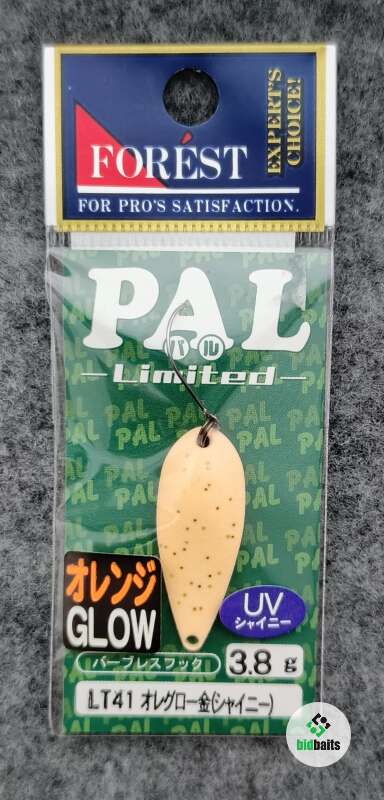 FORÉST
EXPERT'S
CHOICE!
FOR PRO'S SATISFACTION.
PAL
パル
Limited
オレンジ
GLOW
UV
シャイニー
バーブレスフック
3.8 g
LT41 オレグロー金(シャイニー)
bidbaits